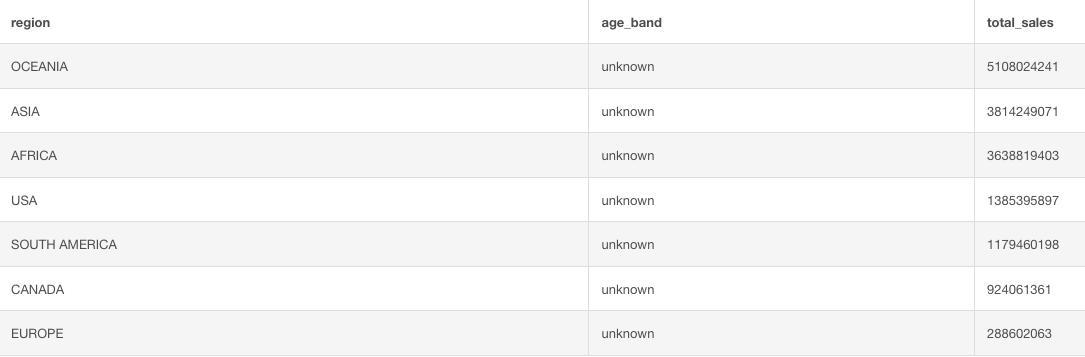 region age_band total_sales
OCEANIA unknown 5108024241
ASIA unknown 3814249071
AFRICA unknown 3638819403
USA unknown 1385395897
SOUTH AMERICA unknown 1179460198
CANADA unknown 924061361
EUROPE unknown 288602063